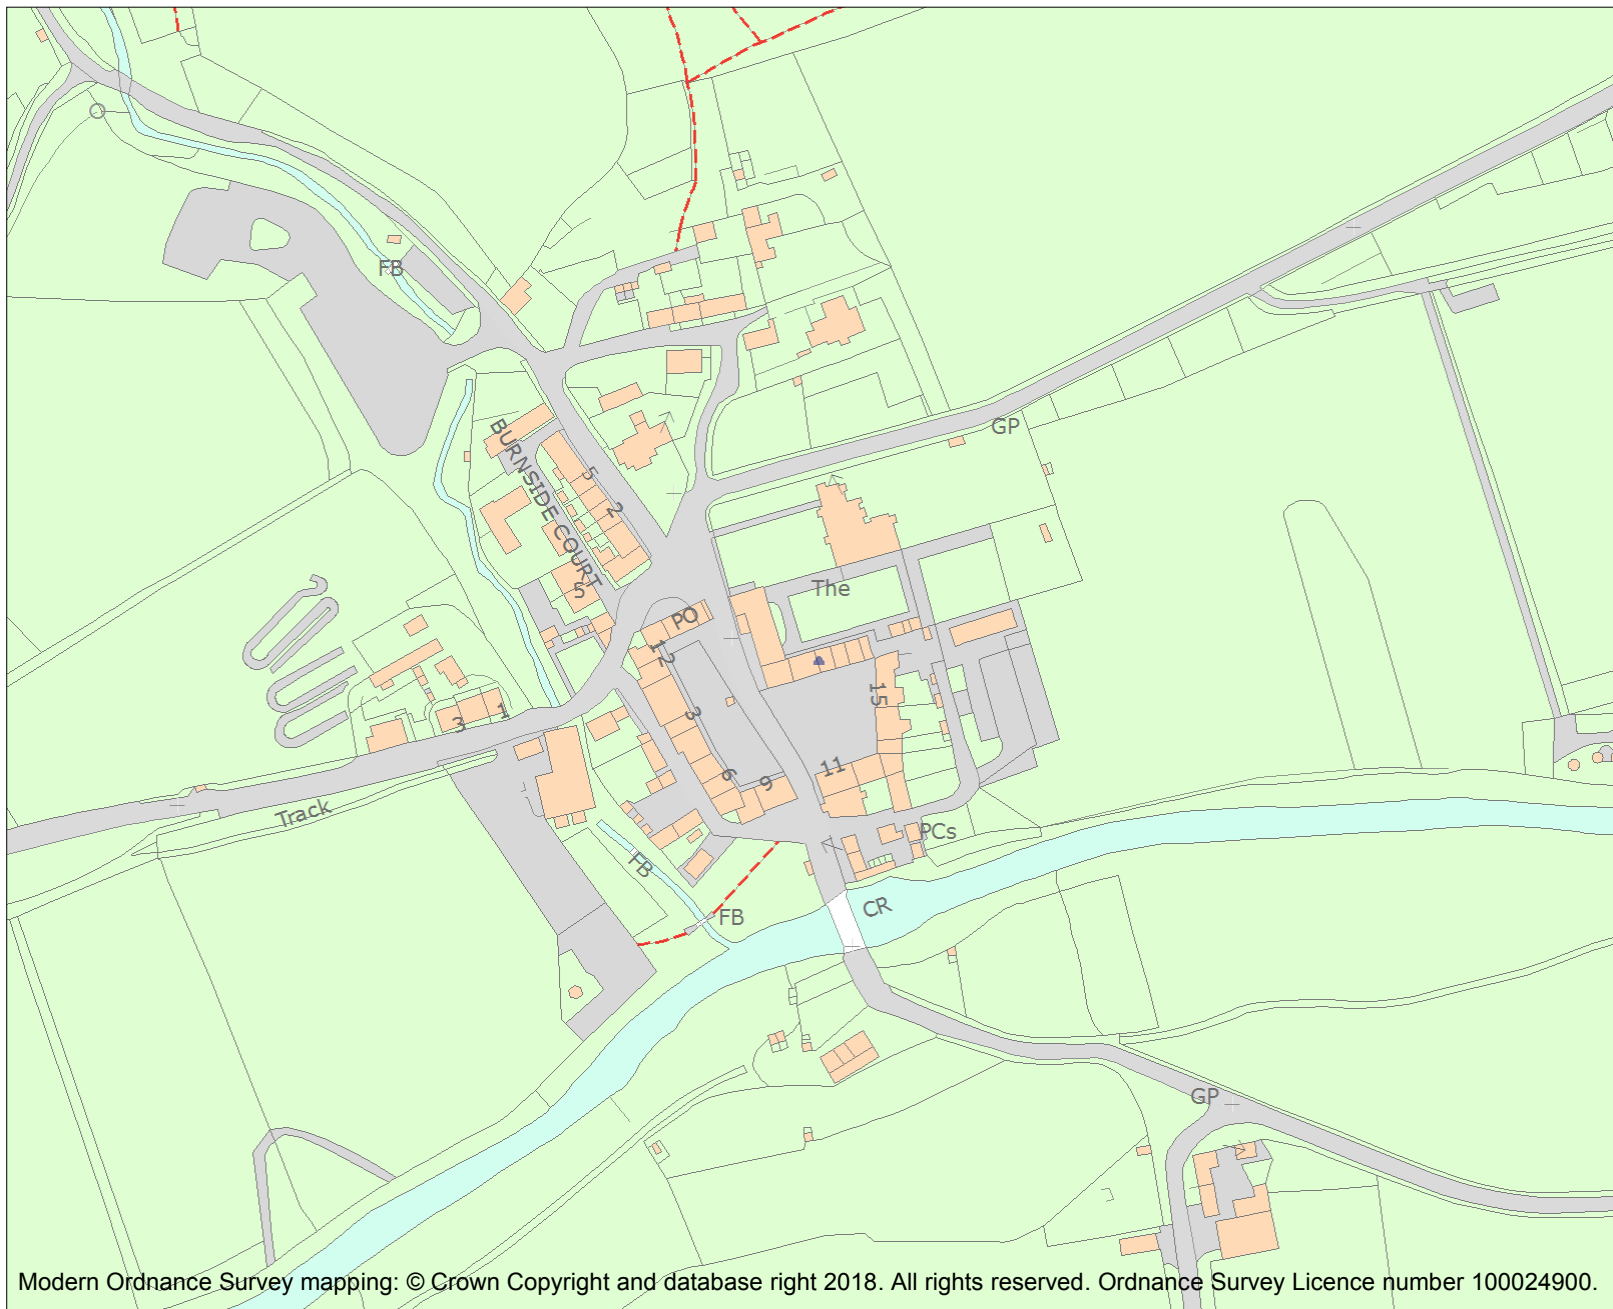 FB
GP
BURNSIDE COURT
5
2
5
The
PO
12
15
3
1
3
11
6
9
Track
PCs
FB
FB
CR
GP
Modern Ordnance Survey mapping: © Crown Copyright and database right 2018. All rights reserved. Ordnance Survey Licence number 100024900.